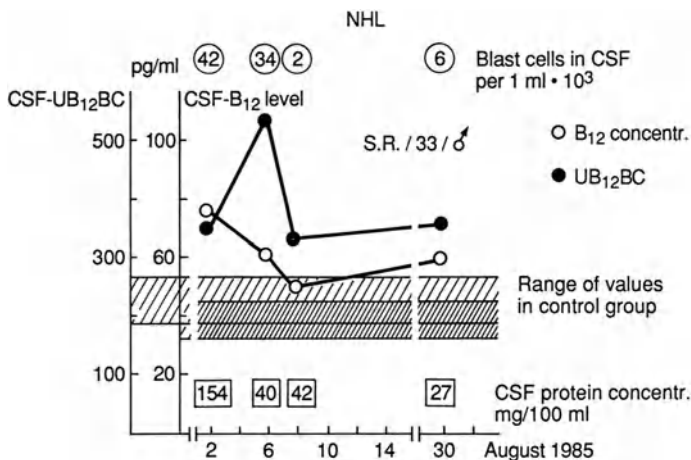 NHL
pg/ml
42 34 2 6
Blast cells in CSF
per 1 ml • 10³
CSF-UB₁₂BC
CSF-B₁₂ level
500 100
S.R. / 33 / ♂
B₁₂ concentr.
UB₁₂BC
300 60
Range of values
in control group
100 20
154 40 42 27
CSF protein concentr.
mg/100 ml
2 6 10 14 30 August 1985